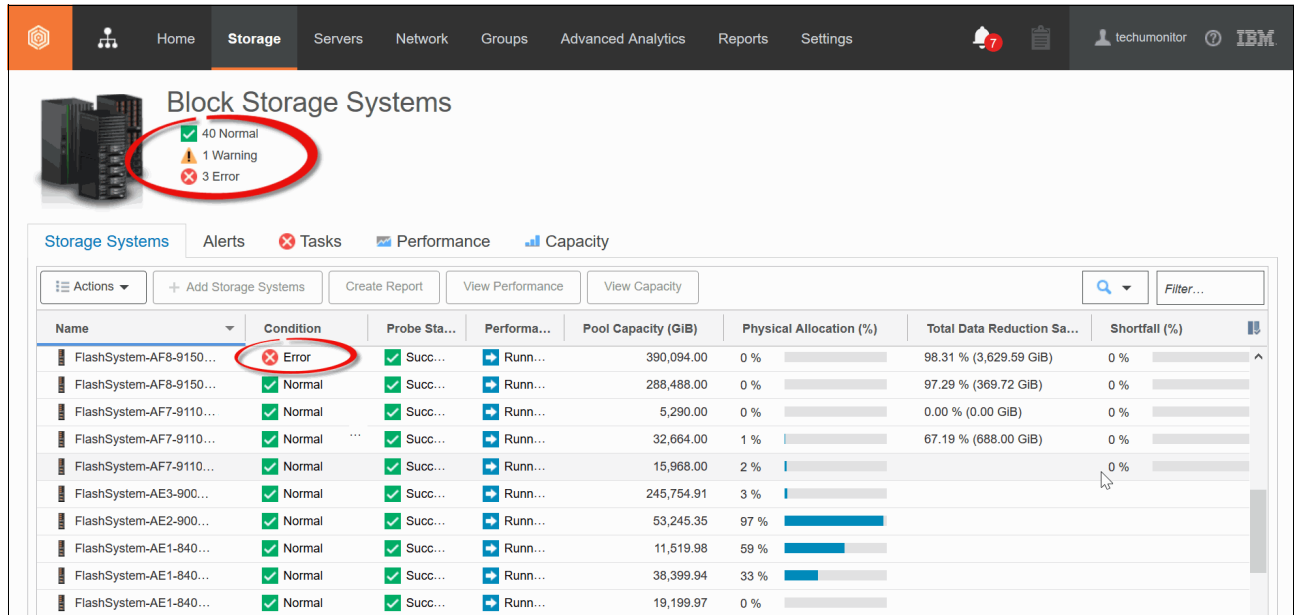 Home Storage Servers Network Groups Advanced Analytics Reports Settings 7 techumonitor ? IBM
Block Storage Systems
40 Normal
1 Warning
3 Error
Storage Systems Alerts Tasks Performance Capacity
Actions + Add Storage Systems Create Report View Performance View Capacity Filter...
Name Condition Probe Sta... Performa... Pool Capacity (GiB) Physical Allocation (%) Total Data Reduction Sa... Shortfall (%)
FlashSystem-AF8-9150... Error Succ... Runn... 390,094.00 0 % 98.31 % (3,629.59 GiB) 0 %
FlashSystem-AF8-9150... Normal Succ... Runn... 288,488.00 0 % 97.29 % (369.72 GiB) 0 %
FlashSystem-AF7-9110... Normal Succ... Runn... 5,290.00 0 % 0.00 % (0.00 GiB) 0 %
FlashSystem-AF7-9110... Normal ... Succ... Runn... 32,664.00 1 % 67.19 % (688.00 GiB) 0 %
FlashSystem-AF7-9110... Normal Succ... Runn... 15,968.00 2 % 0 %
FlashSystem-AE3-900... Normal Succ... Runn... 245,754.91 3 %
FlashSystem-AE2-900... Normal Succ... Runn... 53,245.35 97 %
FlashSystem-AE1-840... Normal Succ... Runn... 11,519.98 59 %
FlashSystem-AE1-840... Normal Succ... Runn... 38,399.94 33 %
FlashSystem-AE1-840... Normal Succ... Runn... 19,199.97 0 %